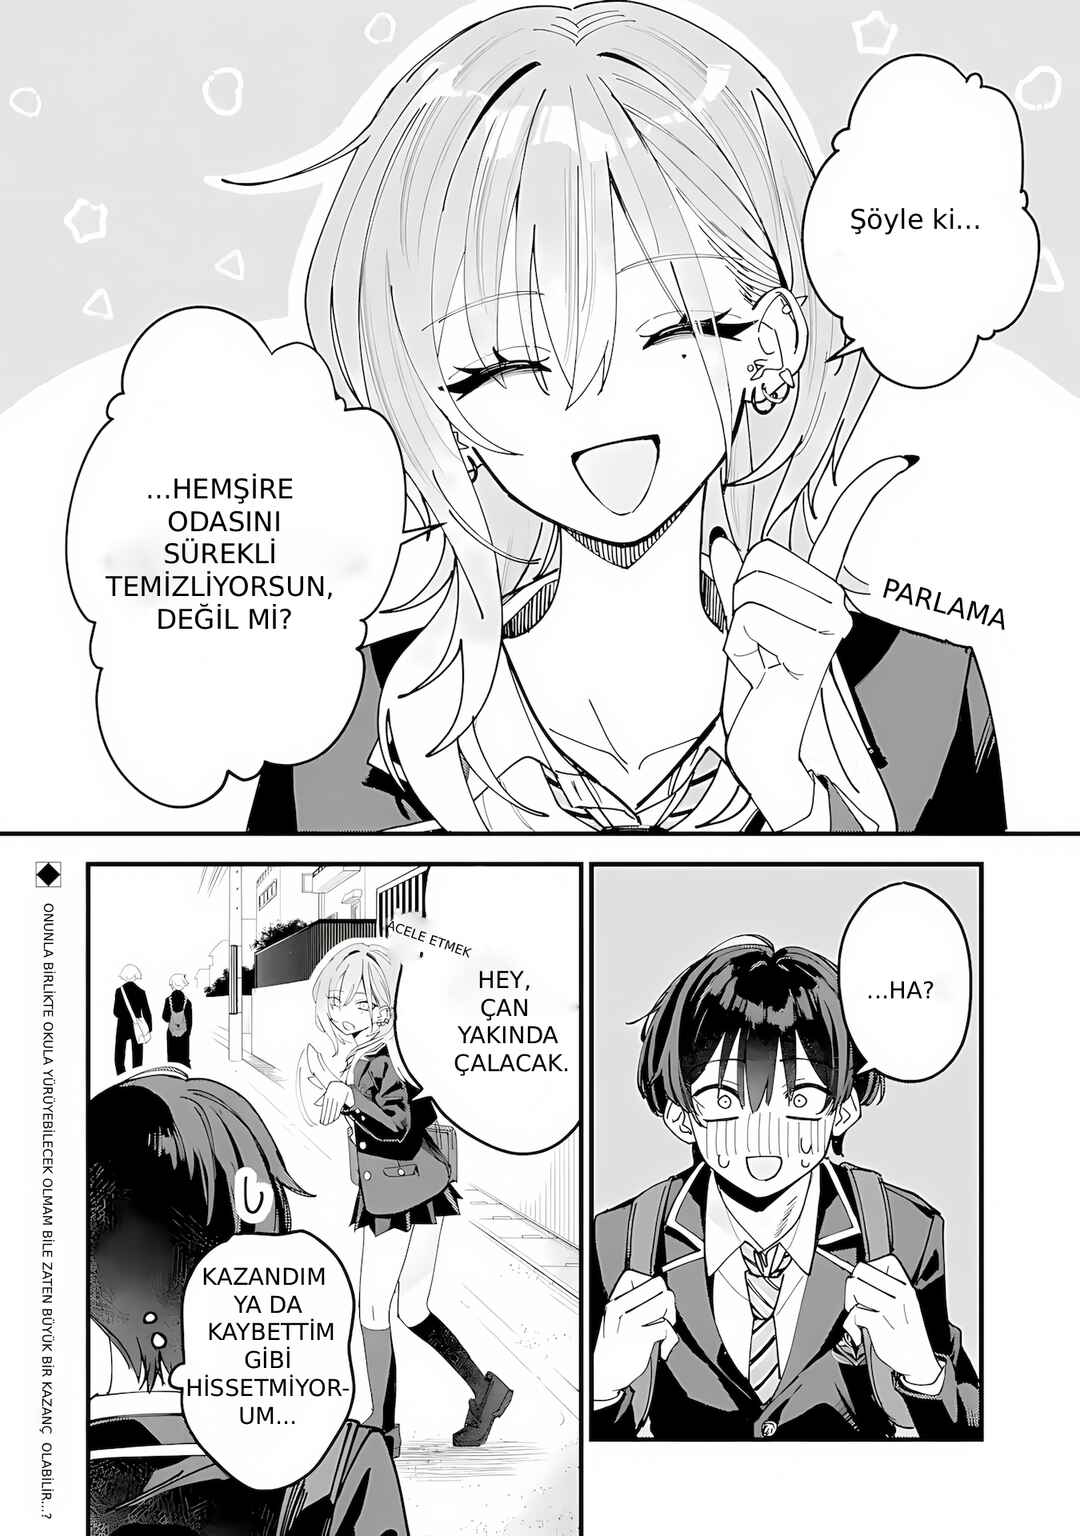 Şöyle ki...
...HEMŞİRE
ODASINI
SÜREKLİ
TEMİZLİYORSUN,
DEĞİL Mİ?
PARLAMA
...HA?
ACELE ETMEK
HEY,
ÇAN
YAKINDA
ÇALACAK.
KAZANDIM
YA DA
KAYBETTİM
GİBİ
HİSSETMİYOR-
UM...
ONUNLA BİRLİKTE OKULA YÜRÜYEBİLECEK OLMAM BİLE ZATEN BÜYÜK BİR KAZANÇ OLABİLİR...?